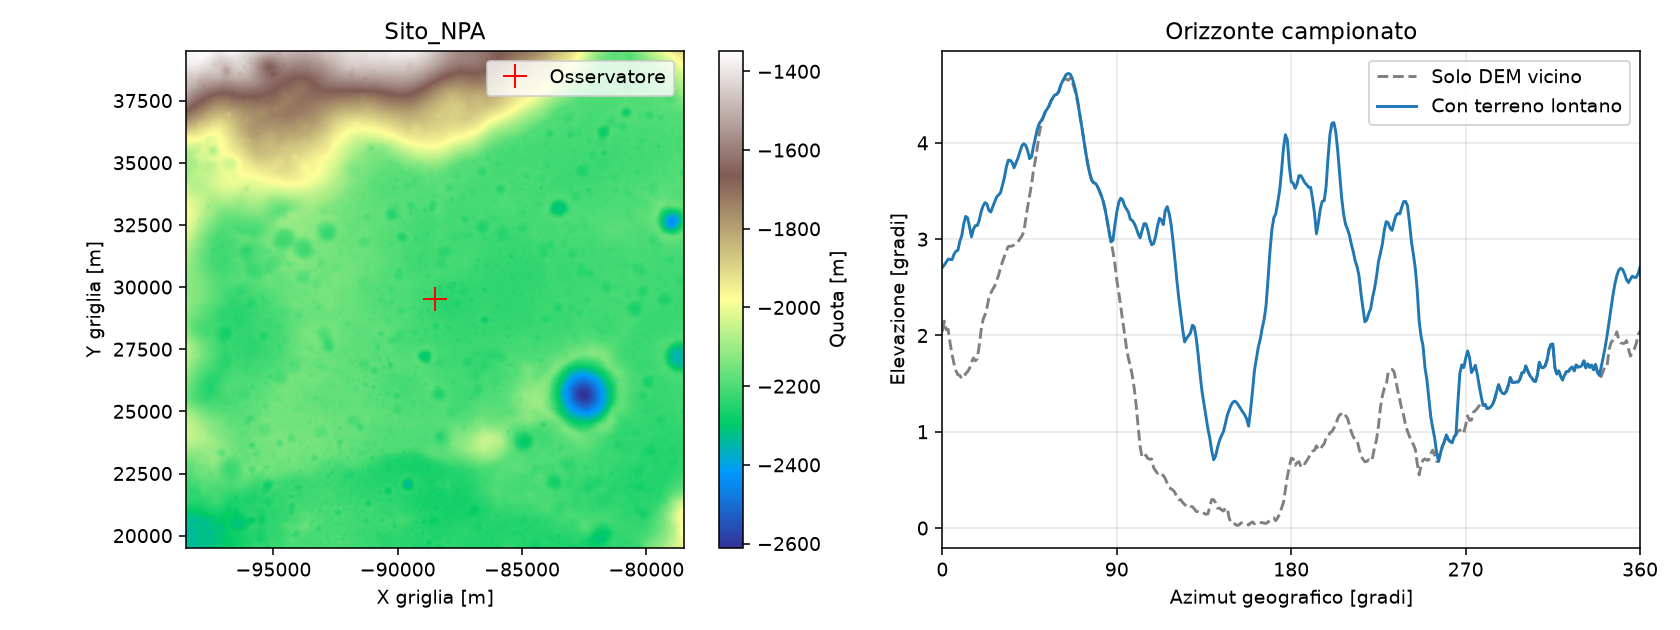 Sito_NPA
Osservatore
Y griglia [m]
37500
35000
32500
30000
27500
25000
22500
20000
−95000
−90000
−85000
−80000
X griglia [m]
−1400
−1600
−1800
−2000
−2200
−2400
−2600
Quota [m]
Orizzonte campionato
Solo DEM vicino
Con terreno lontano
Elevazione [gradi]
4
3
2
1
0
0
90
180
270
360
Azimut geografico [gradi]